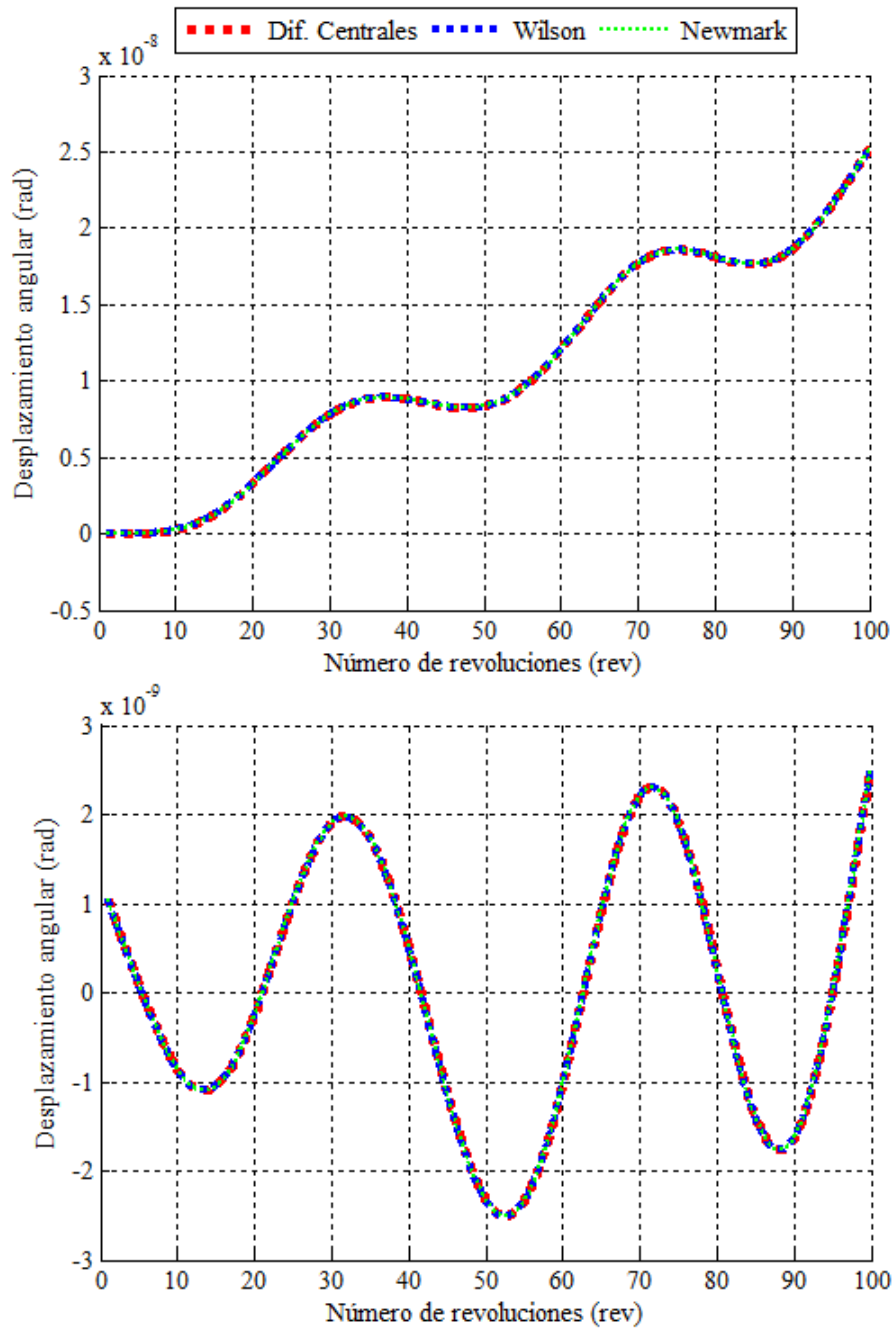 Dif. Centrales Wilson Newmark
x 10⁻⁸
3
2.5
2
1.5
1
0.5
0
-0.5
Desplazamiento angular (rad)
0 10 20 30 40 50 60 70 80 90 100
Número de revoluciones (rev)
x 10⁻⁹
3
2
1
0
-1
-2
-3
Desplazamiento angular (rad)
0 10 20 30 40 50 60 70 80 90 100
Número de revoluciones (rev)